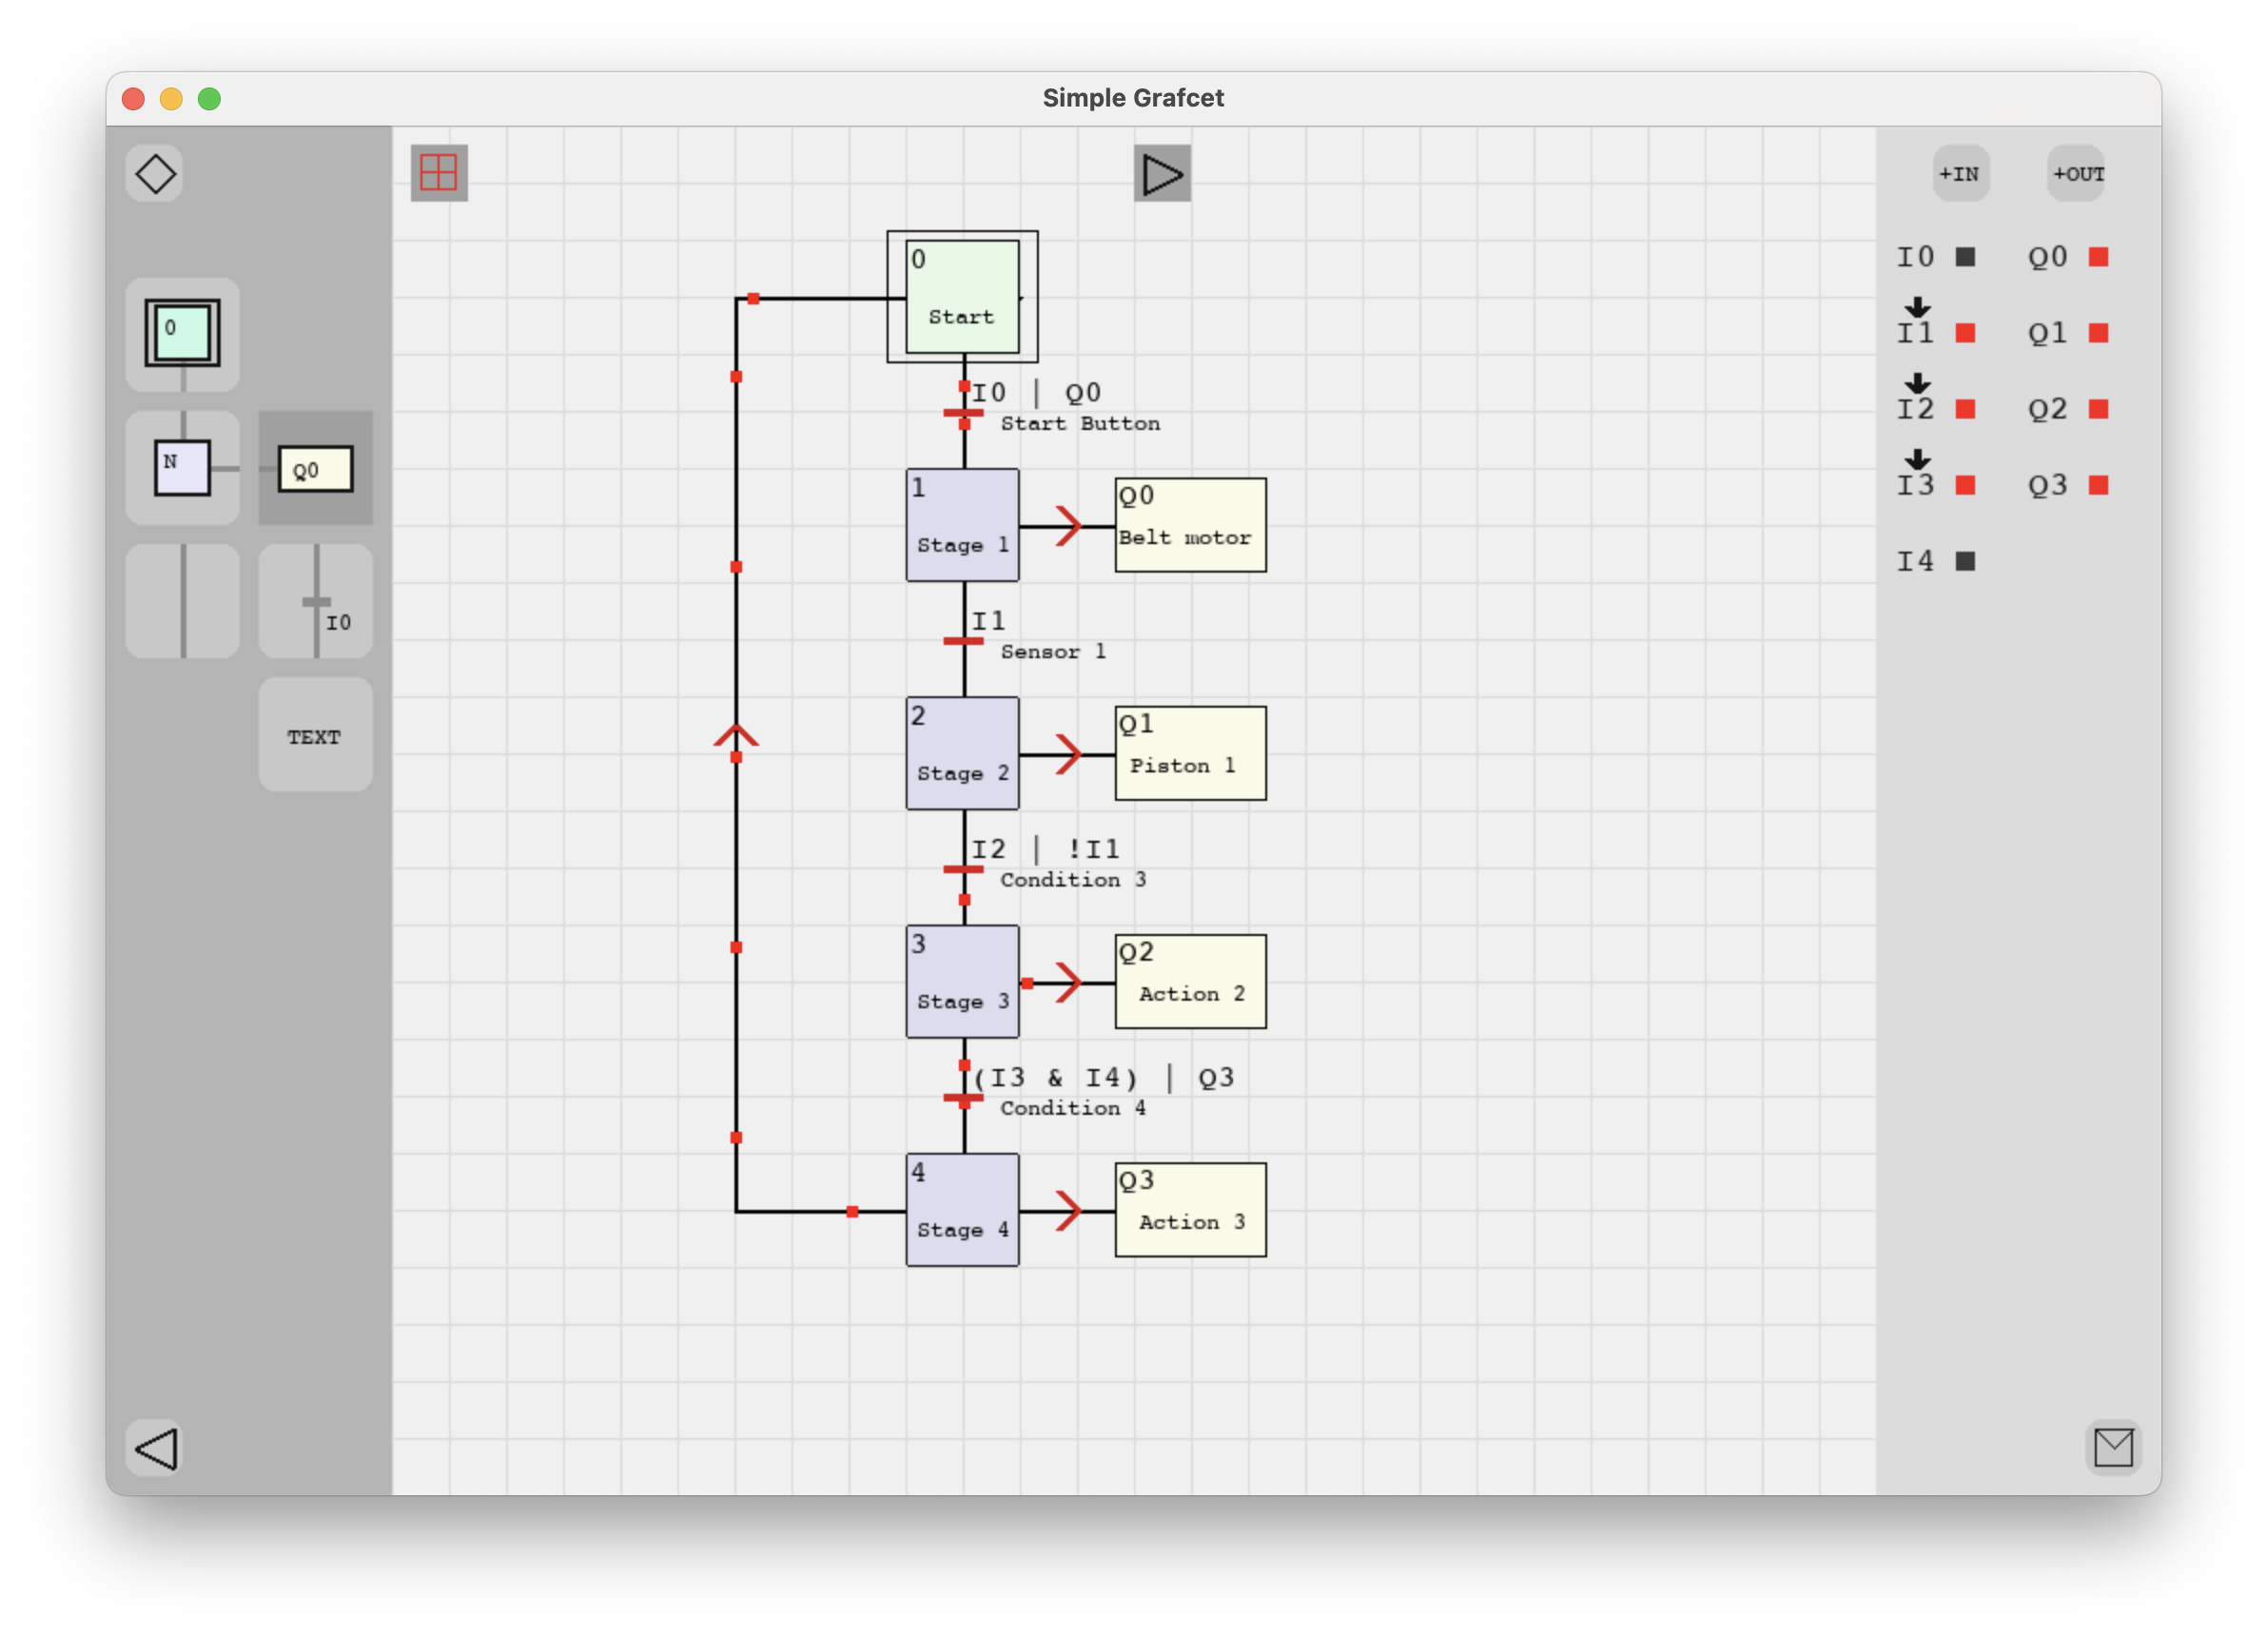 Simple Grafcet
+IN +OUT
0
N
Q0
I0
TEXT
0
Start
I0 | Q0
Start Button
1
Stage 1
Q0
Belt motor
I1
Sensor 1
2
Stage 2
Q1
Piston 1
I2 | !I1
Condition 3
3
Stage 3
Q2
Action 2
(I3 & I4) | Q3
Condition 4
4
Stage 4
Q3
Action 3
I0 Q0
I1 Q1
I2 Q2
I3 Q3
I4